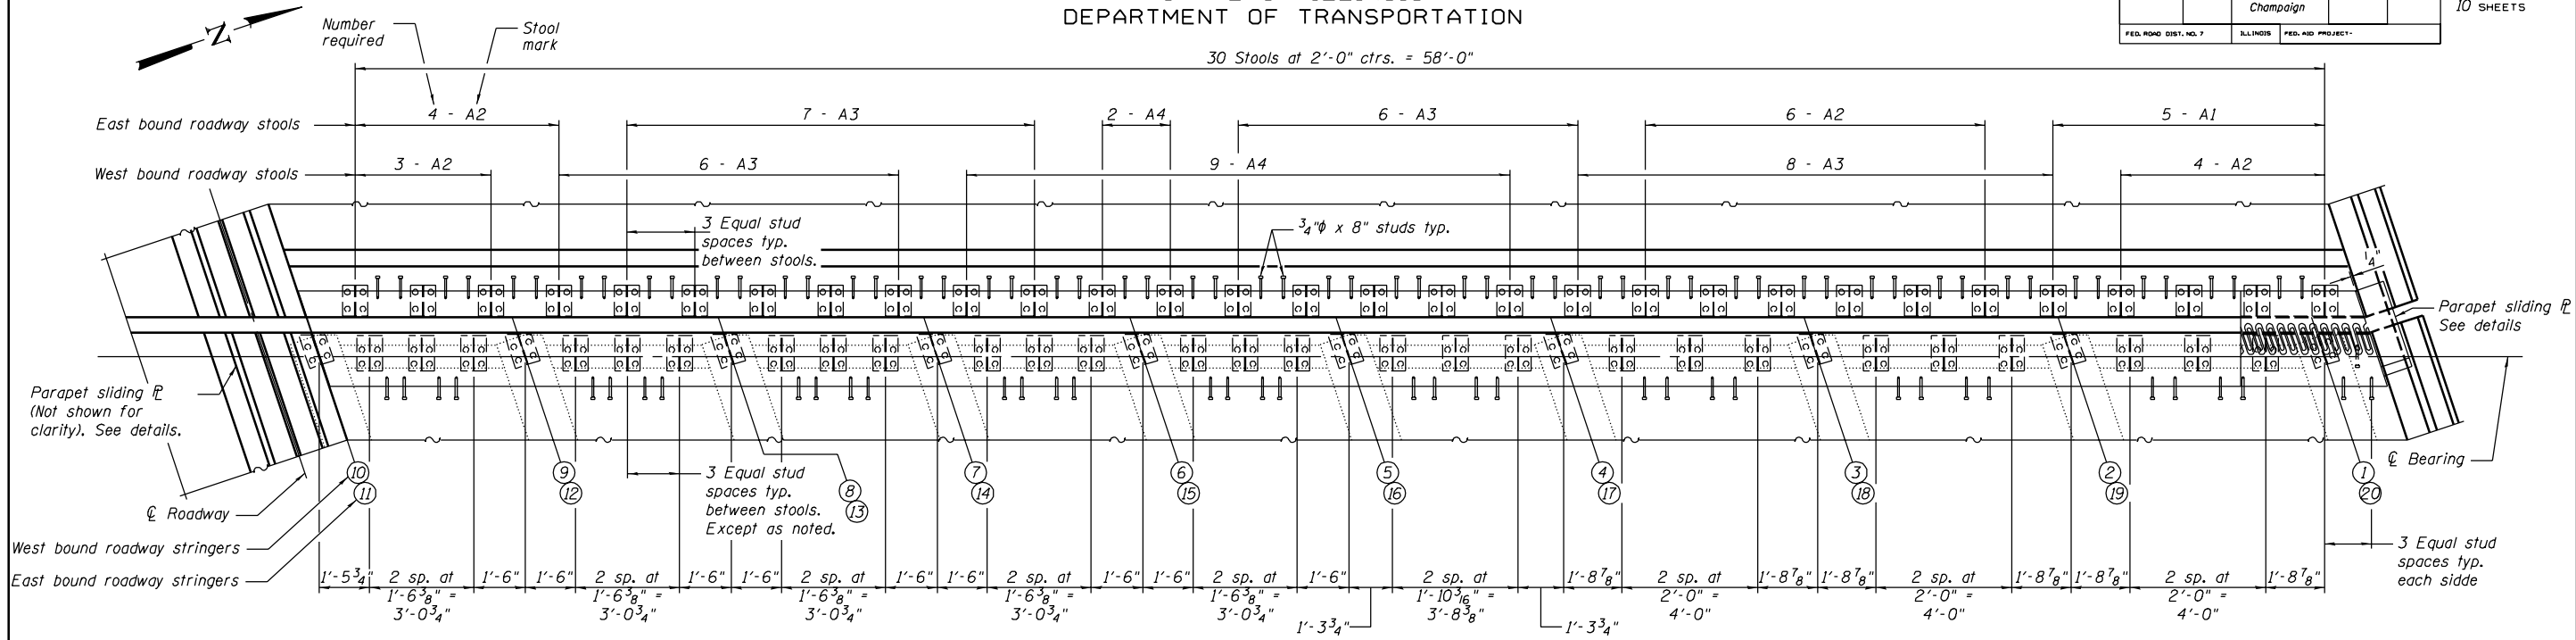 DEPARTMENT OF TRANSPORTATION
Champaign
10 SHEETS
FED. ROAD DIST. NO. 7
ILLINOIS
FED. AID PROJECT-
N
Number
required
Stool
mark
30 Stools at 2'-0" ctrs. = 58'-0"
East bound roadway stools
4 - A2
7 - A3
2 - A4
6 - A3
6 - A2
5 - A1
West bound roadway stools
3 - A2
6 - A3
9 - A4
8 - A3
4 - A2
3 Equal stud
spaces typ.
between stools.
3/4"ϕ x 8" studs typ.
Parapet sliding ℄
See details
Parapet sliding ℄
(Not shown for
clarity). See details.
℄ Roadway
West bound roadway stringers
East bound roadway stringers
10
11
9
12
3 Equal stud
spaces typ.
between stools.
Except as noted.
8
13
7
14
6
15
5
16
4
17
3
18
2
19
1
20
℄ Bearing
3 Equal stud
spaces typ.
each sidde
1'-5 3/4"
2 sp. at
1'-6 3/8" =
3'-0 3/4"
1'-6"
1'-6"
2 sp. at
1'-6 3/8" =
3'-0 3/4"
1'-6"
1'-6"
2 sp. at
1'-6 3/8" =
3'-0 3/4"
1'-6"
1'-6"
2 sp. at
1'-6 3/8" =
3'-0 3/4"
1'-6"
1'-6"
2 sp. at
1'-6 3/8" =
3'-0 3/4"
1'-6"
1'-3 3/4"
2 sp. at
1'-10 3/16" =
3'-8 3/8"
1'-3 3/4"
1'-8 7/8"
2 sp. at
2'-0" =
4'-0"
1'-8 7/8"
1'-8 7/8"
2 sp. at
2'-0" =
4'-0"
1'-8 7/8"
1'-8 7/8"
2 sp. at
2'-0" =
4'-0"
1'-8 7/8"